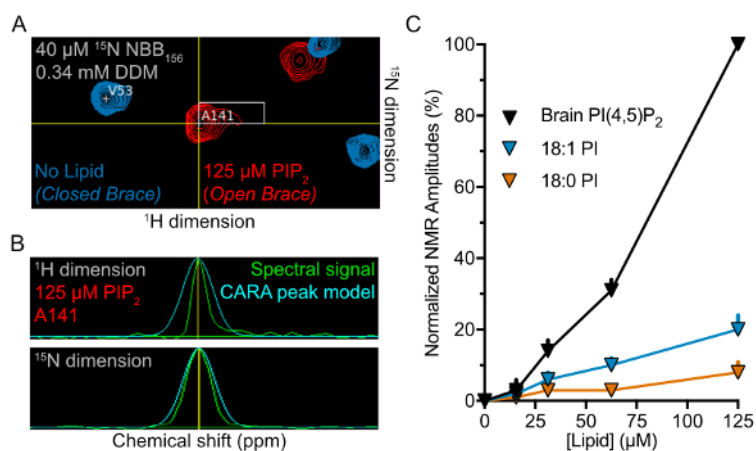 A
40 µM ¹⁵N NBB₁₅₆
0.34 mM DDM
V53
A141
No Lipid
(Closed Brace)
125 µM PIP₂
(Open Brace)
¹⁵N dimension
¹H dimension
B
¹H dimension
125 µM PIP₂
A141
Spectral signal
CARA peak model
¹⁵N dimension
Chemical shift (ppm)
C
Normalized NMR Amplitudes (%)
100
80
60
40
20
0
Brain PI(4,5)P₂
18:1 PI
18:0 PI
0 25 50 75 100 125
[Lipid] (µM)